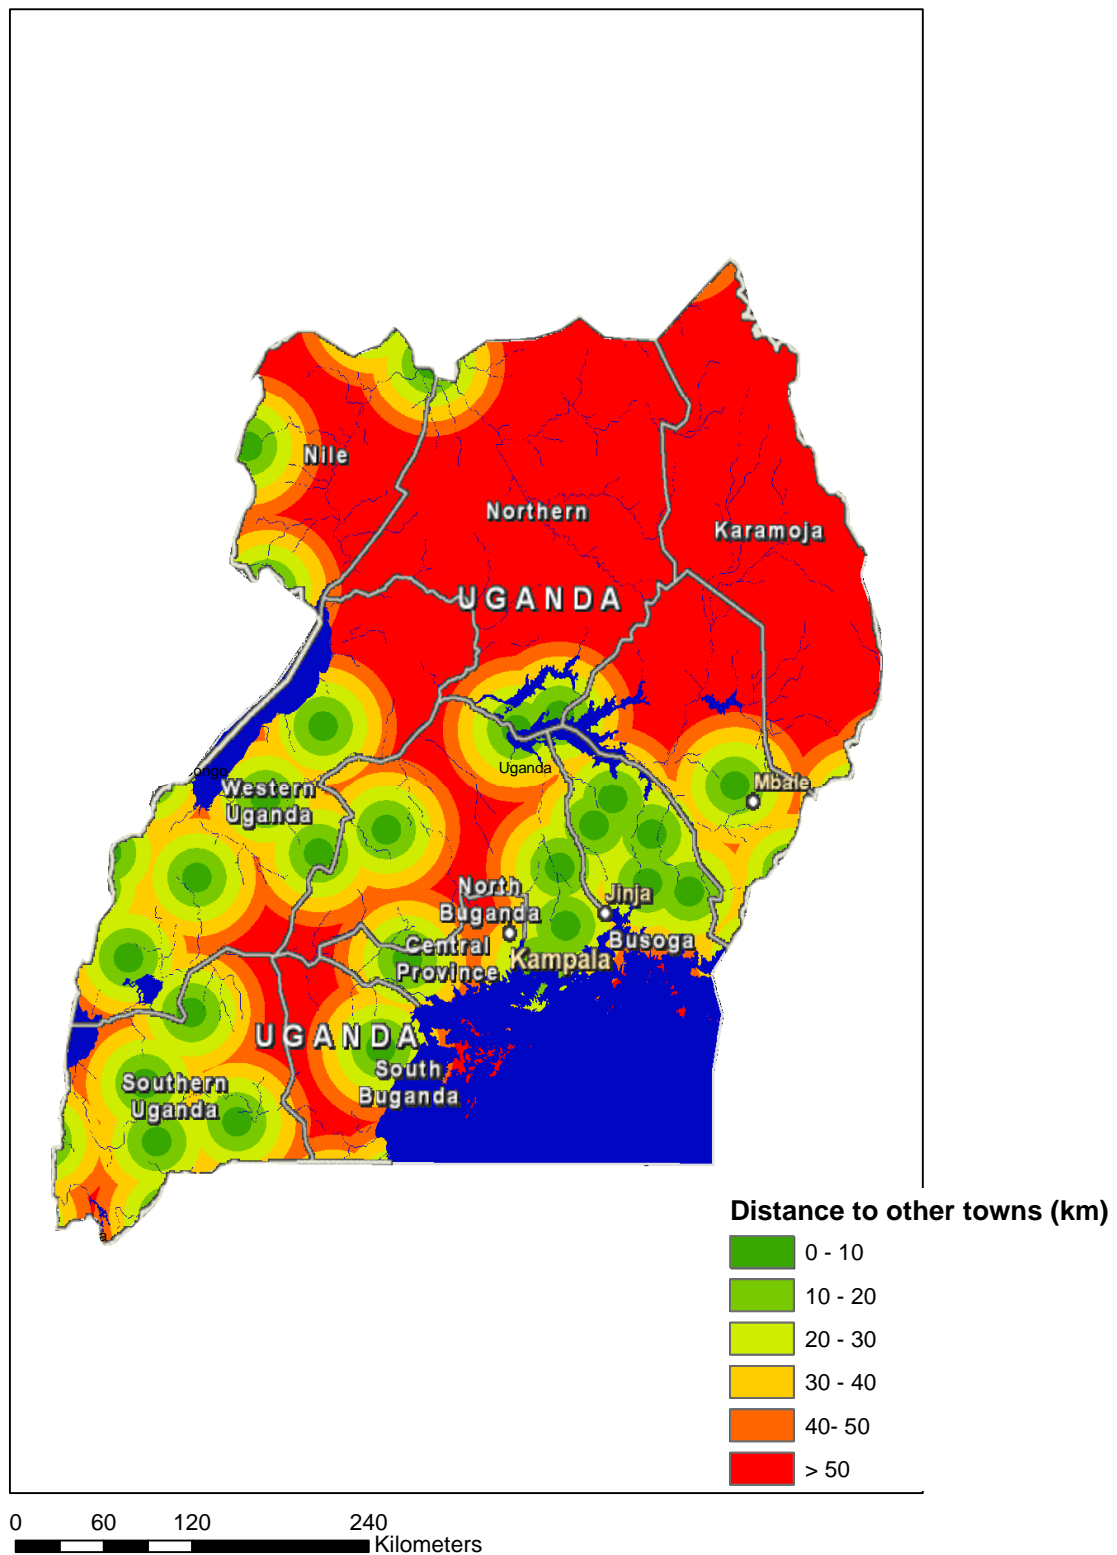 Nile
Northern
Karamoja
UGANDA
Uganda
ongo
Western
Uganda
Mbale
North
Buganda
Jinja
Busoga
Central
Province
Kampala
UGANDA
South
Buganda
Southern
Uganda
Distance to other towns (km)
0 - 10
10 - 20
20 - 30
30 - 40
40- 50
> 50
0 60 120 240
Kilometers